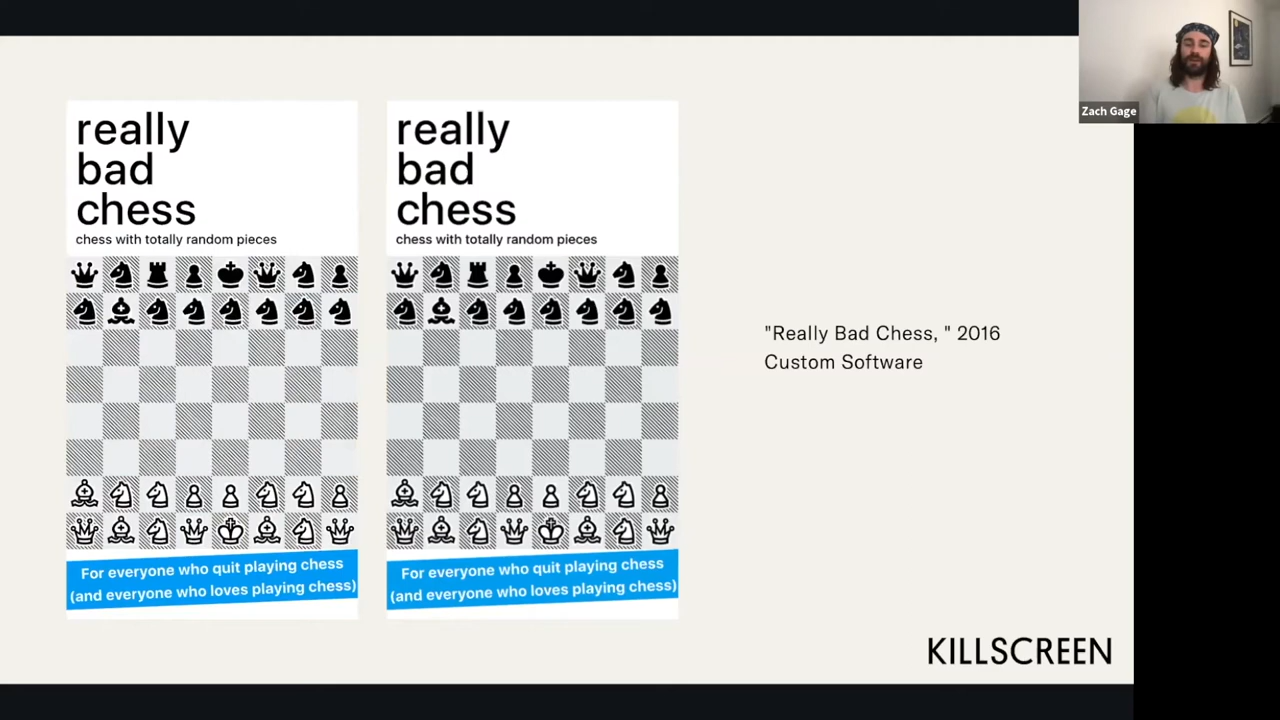 Zach Gage
really
bad
chess
chess with totally random pieces
For everyone who quit playing chess
(and everyone who loves playing chess)
really
bad
chess
chess with totally random pieces
For everyone who quit playing chess
(and everyone who loves playing chess)
"Really Bad Chess, " 2016
Custom Software
KILLSCREEN